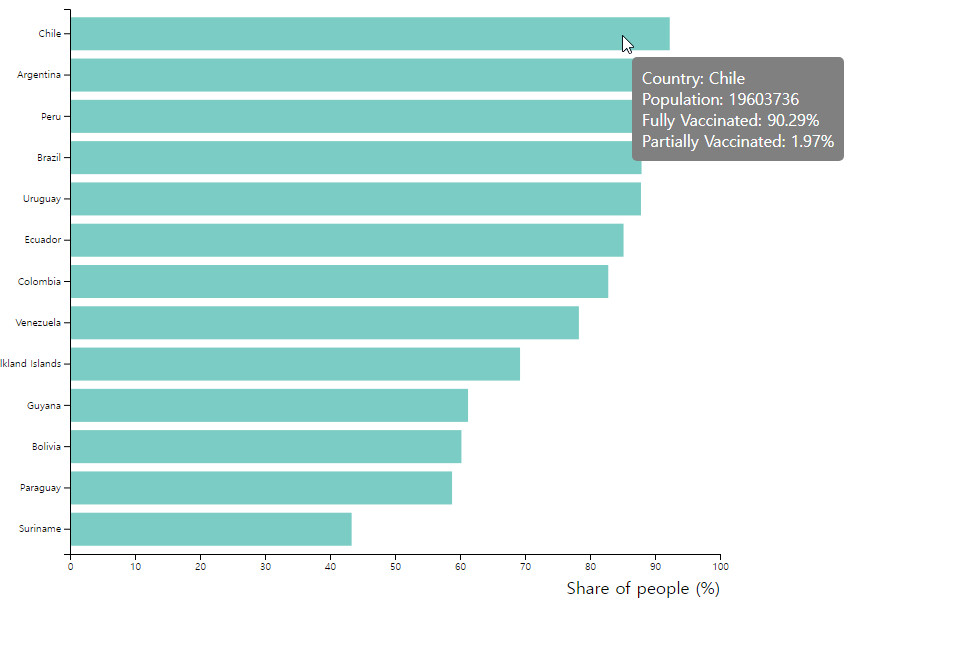 Chile
Country: Chile
Population: 19603736
Fully Vaccinated: 90.29%
Partially Vaccinated: 1.97%
Argentina
Peru
Brazil
Uruguay
Ecuador
Colombia
Venezuela
lkland Islands
Guyana
Bolivia
Paraguay
Suriname
0 10 20 30 40 50 60 70 80 90 100
Share of people (%)